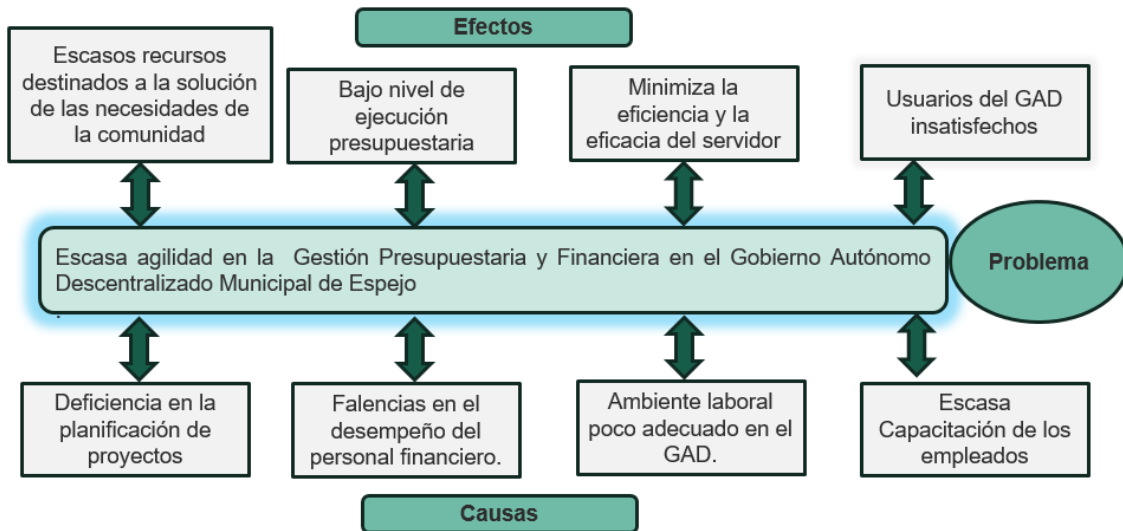 Efectos
Escasos recursos
destinados a la solución
de las necesidades de
la comunidad
Bajo nivel de
ejecución
presupuestaria
Minimiza la
eficiencia y la
eficacia del servidor
Usuarios del GAD
insatisfechos
Escasa agilidad en la Gestión Presupuestaria y Financiera en el Gobierno Autónomo
Descentralizado Municipal de Espejo
.
Problema
Deficiencia en la
planificación de
proyectos
Falencias en el
desempeño del
personal financiero.
Ambiente laboral
poco adecuado en el
GAD.
Escasa
Capacitación de los
empleados
Causas